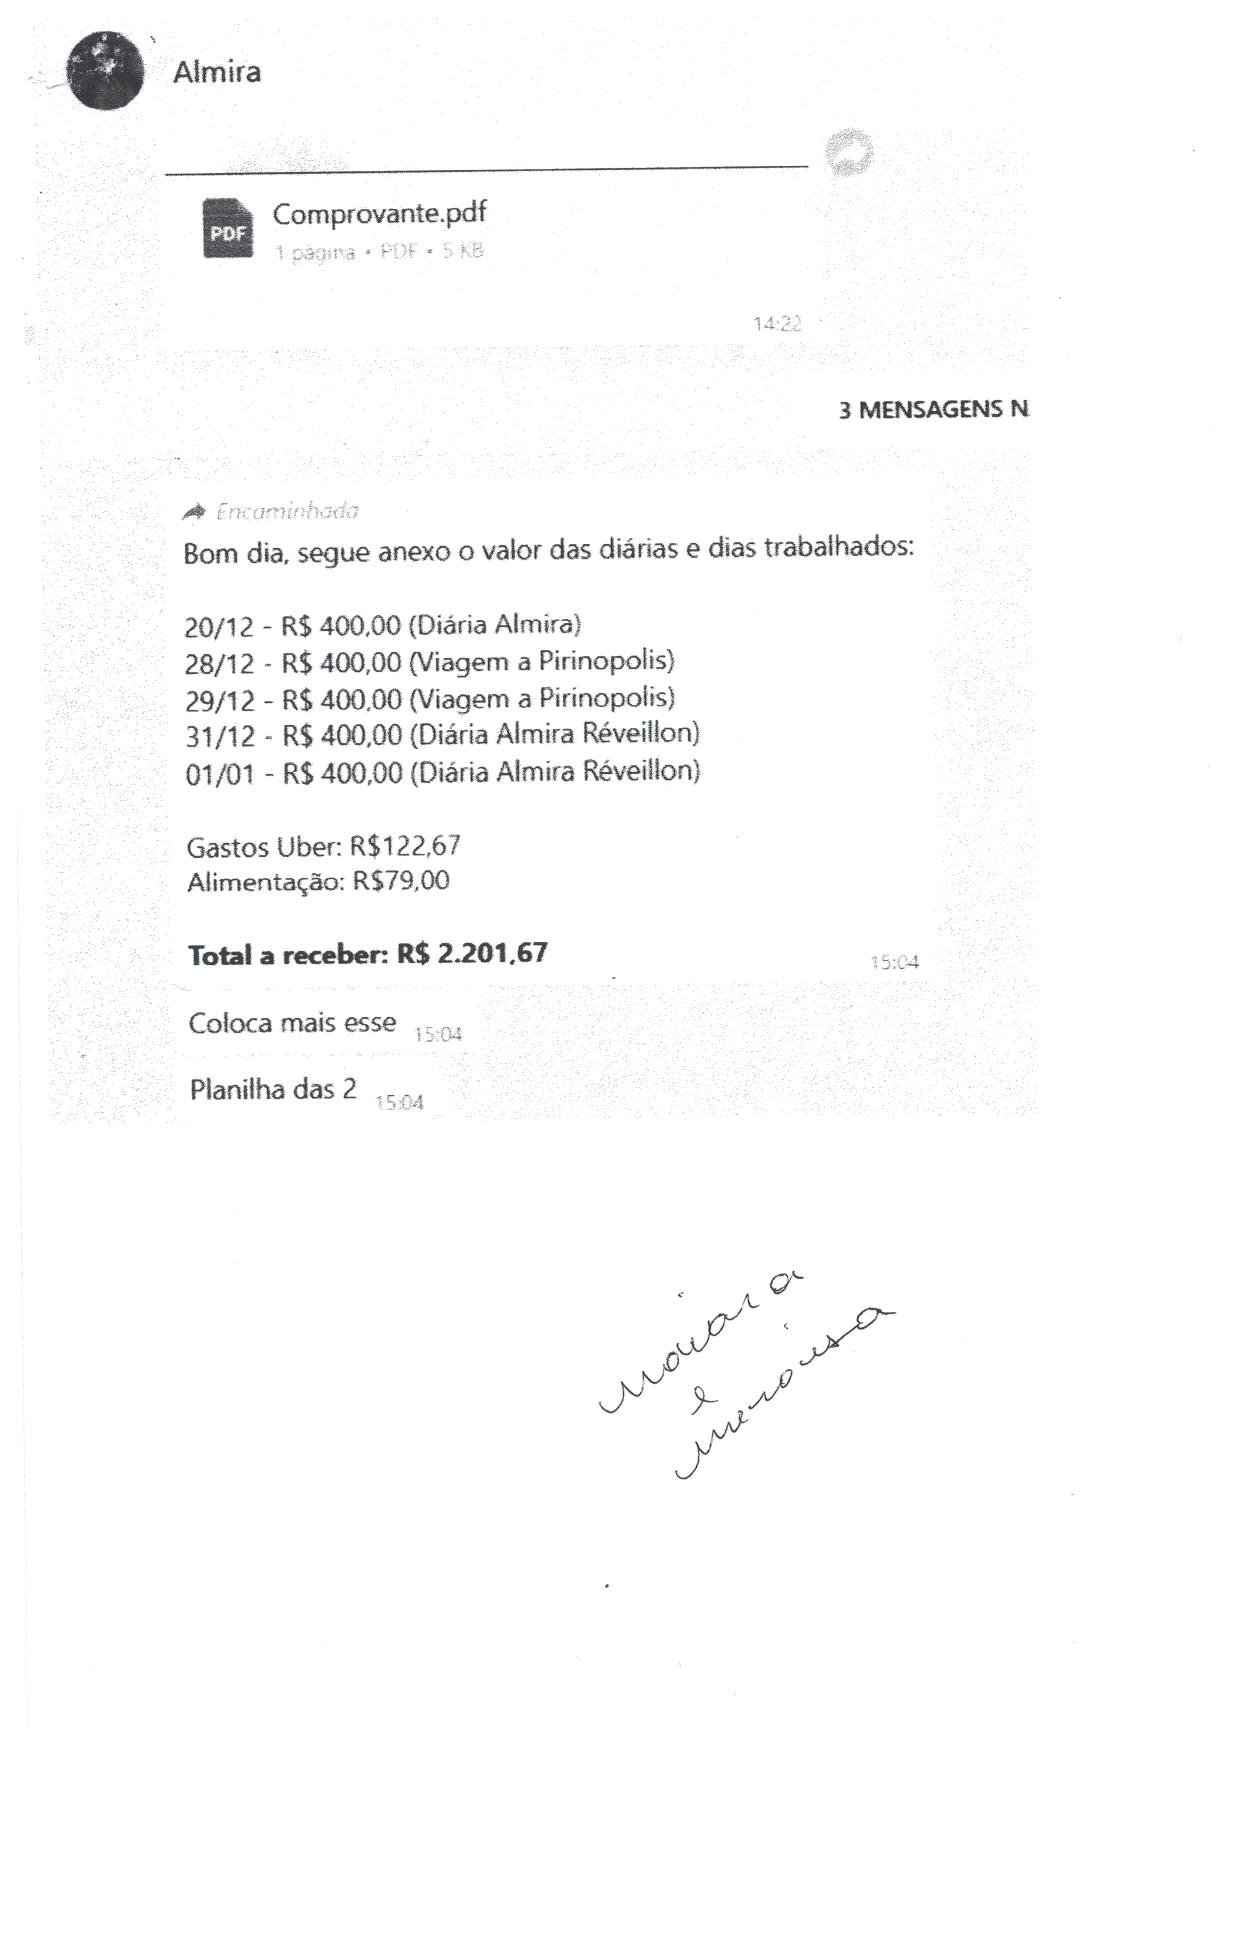 Almira
PDF
Comprovante.pdf
1 página • PDF • 5 KB
14:22
3 MENSAGENS N
Encaminhada
Bom dia, segue anexo o valor das diárias e dias trabalhados:
20/12 - R$ 400,00 (Diária Almira)
28/12 - R$ 400,00 (Viagem a Pirinopolis)
29/12 - R$ 400,00 (Viagem a Pirinopolis)
31/12 - R$ 400,00 (Diária Almira Réveillon)
01/01 - R$ 400,00 (Diária Almira Réveillon)
Gastos Uber: R$122,67
Alimentação: R$79,00
Total a receber: R$ 2.201,67
15:04
Coloca mais esse 15:04
Planilha das 2 15:04
Maiara
e